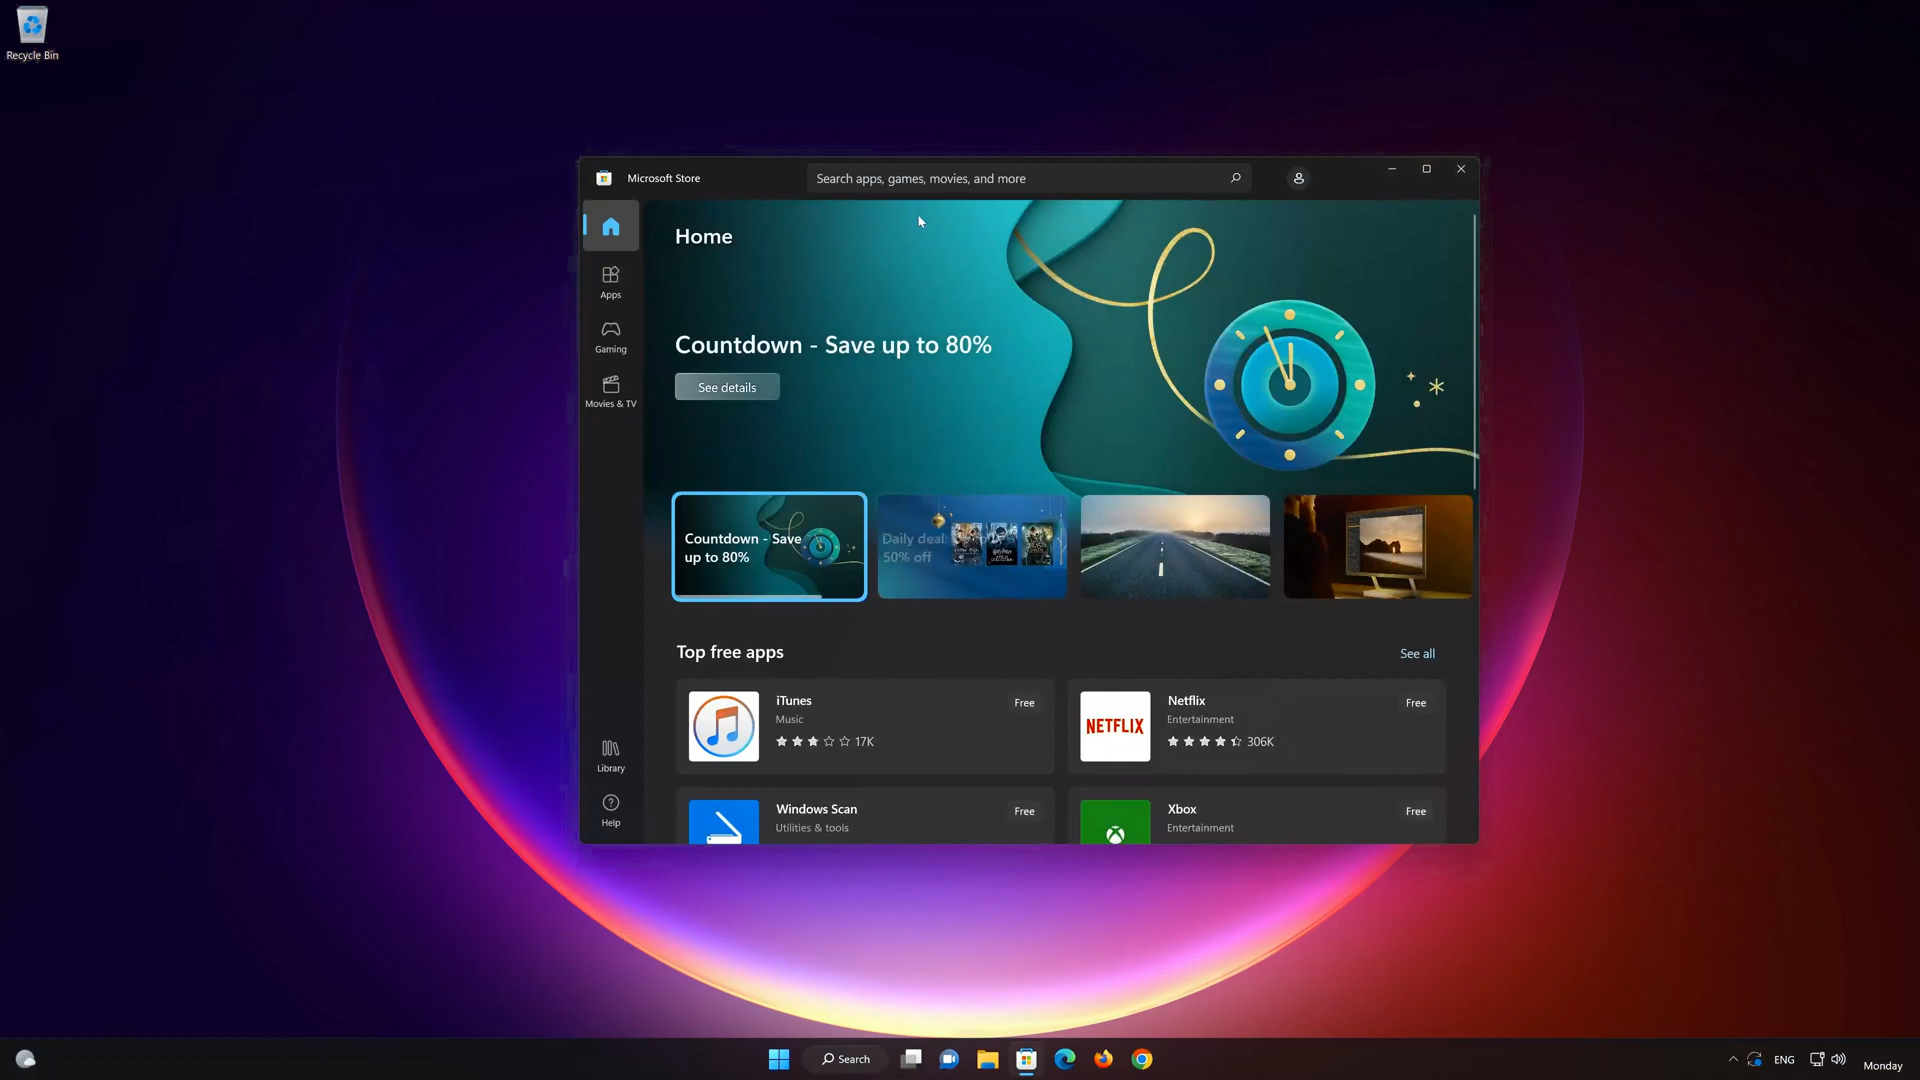 Recycle Bin
Microsoft Store
Search apps, games, movies, and more
Home
Apps
Gaming
Movies & TV
Library
Help
Countdown - Save up to 80%
See details
Countdown - Save
up to 80%
Daily deal:
50% off
Top free apps
See all
iTunes
Free
Music
17K
NETFLIX
Netflix
Free
Entertainment
306K
Windows Scan
Free
Utilities & tools
Xbox
Free
Entertainment
Search
ENG
Monday